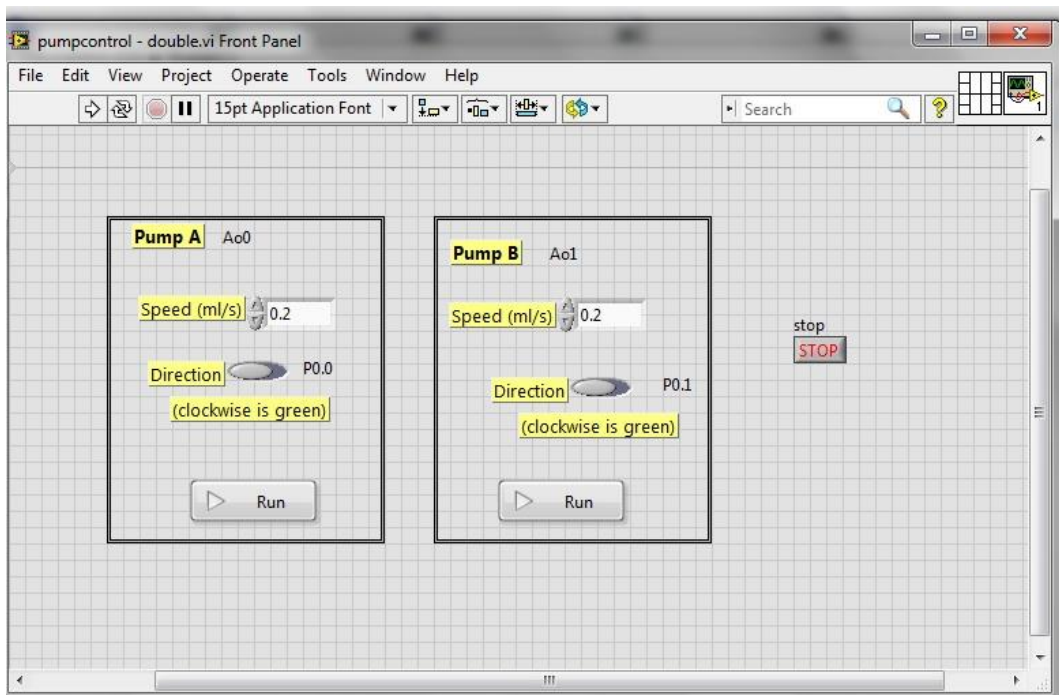 pumpcontrol - double.vi Front Panel
File Edit View Project Operate Tools Window Help
15pt Application Font
Search
1
Pump A Ao0
Speed (ml/s) 0.2
Direction P0.0
(clockwise is green)
Run
Pump B Ao1
Speed (ml/s) 0.2
Direction P0.1
(clockwise is green)
Run
stop
STOP